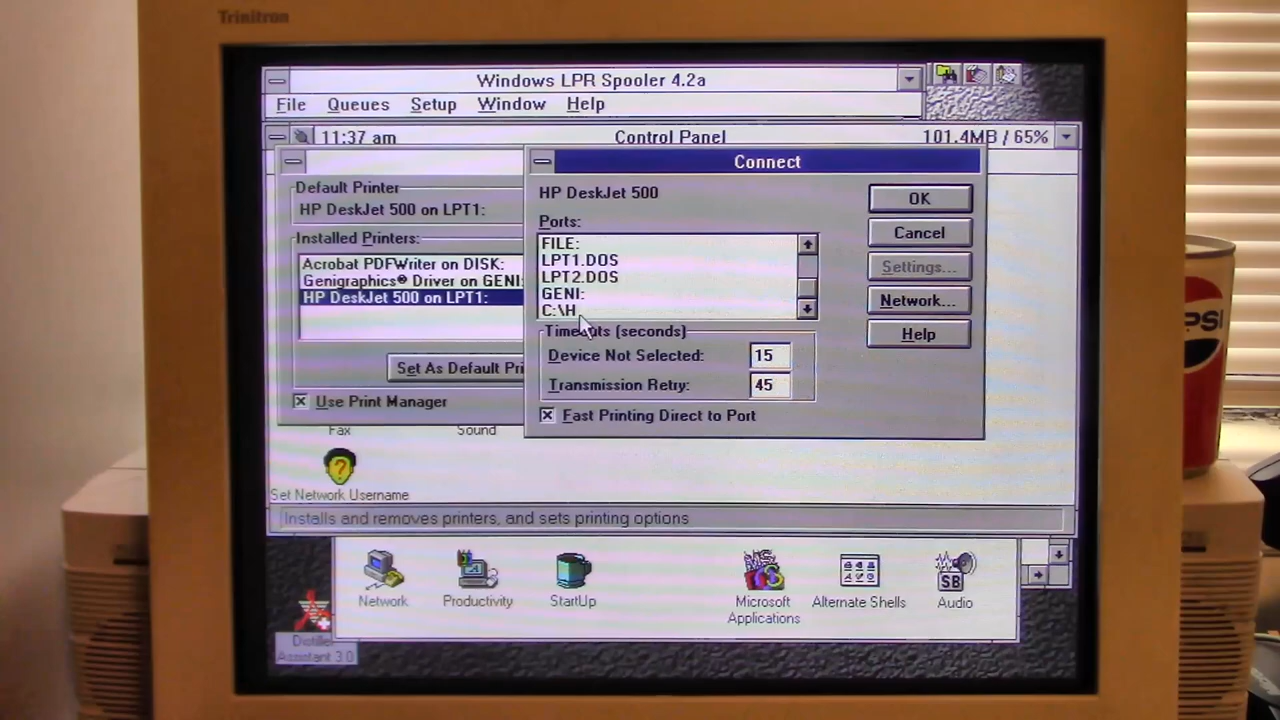 Trinitron
Windows LPR Spooler 4.2a
File Queues Setup Window Help
11:37 am Control Panel 101.4MB / 65%
Connect
Default Printer
HP DeskJet 500 on LPT1:
Installed Printers:
Acrobat PDFWriter on DISK:
Genigraphics® Driver on GENI:
HP DeskJet 500 on LPT1:
Set As Default Pri
Use Print Manager
HP DeskJet 500
Ports:
FILE:
LPT1.DOS
LPT2.DOS
GENI:
C:\H
Timeouts (seconds)
Device Not Selected: 15
Transmission Retry: 45
Fast Printing Direct to Port
OK
Cancel
Settings...
Network...
Help
Fax Sound
Set Network Username
Installs and removes printers, and sets printing options
Network Productivity StartUp Microsoft Applications Alternate Shells Audio
MS
SB
Distiller
Assistant 3.0
PSI